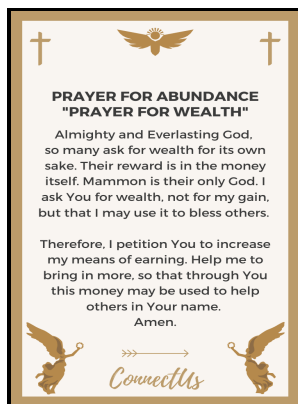 PRAYER FOR ABUNDANCE
"PRAYER FOR WEALTH"
Almighty and Everlasting God,
so many ask for wealth for its own
sake. Their reward is in the money
itself. Mammon is their only God. I
ask You for wealth, not for my gain,
but that I may use it to bless others.
Therefore, I petition You to increase
my means of earning. Help me to
bring in more, so that through You
this money may be used to help
others in Your name.
Amen.
ConnectUs